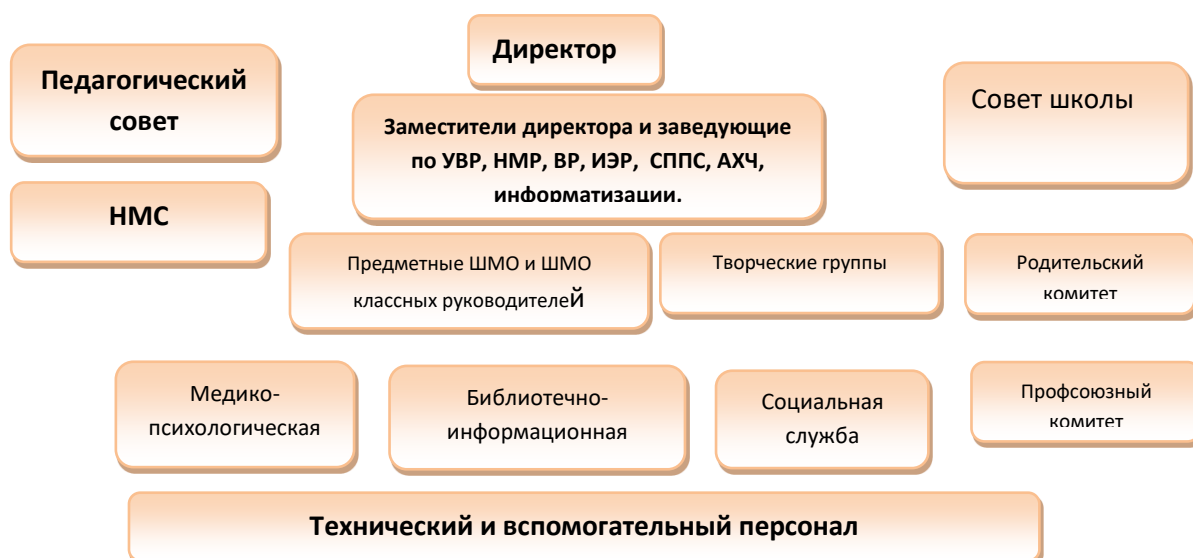 Директор
Педагогический
совет
Совет школы
Заместители директора и заведующие
по УВР, НМР, ВР, ИЭР, СППС, АХЧ,
информатизации.
НМС
Предметные ШМО и ШМО
классных руководителеЙ
Творческие группы
Родительский
комитет
Медико-
психологическая
Библиотечно-
информационная
Социальная
служба
Профсоюзный
комитет
Технический и вспомогательный персонал